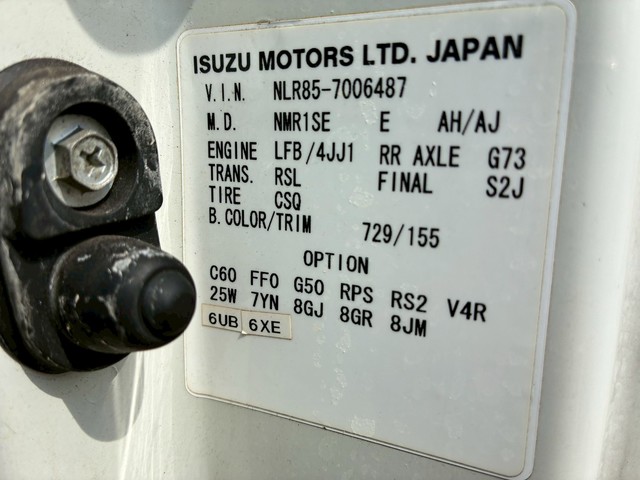 ISUZU MOTORS LTD. JAPAN
V.I.N. NLR85-7006487
M.D. NMR1SE E AH/AJ
ENGINE LFB/4JJ1 RR AXLE G73
TRANS. RSL FINAL S2J
TIRE CSQ
B.COLOR/TRIM 729/155
OPTION
C60 FF0 G50 RPS RS2 V4R
25W 7YN 8GJ 8GR 8JM
6UB 6XE